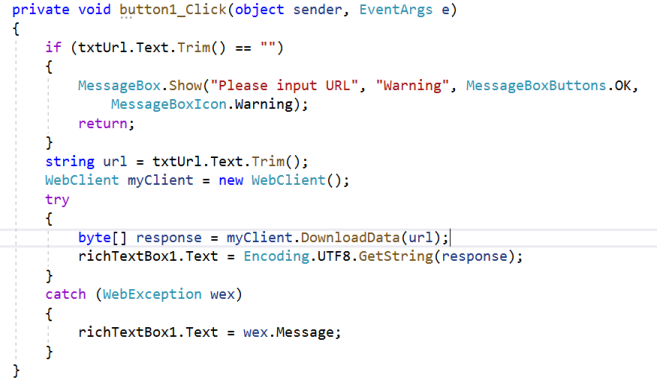 private void button1_Click(object sender, EventArgs e)
{
if (txtUrl.Text.Trim() == "")
{
MessageBox.Show("Please input URL", "Warning", MessageBoxButtons.OK,
MessageBoxIcon.Warning);
return;
}
string url = txtUrl.Text.Trim();
WebClient myClient = new WebClient();
try
{
byte[] response = myClient.DownloadData(url);
richTextBox1.Text = Encoding.UTF8.GetString(response);
}
catch (WebException wex)
{
richTextBox1.Text = wex.Message;
}
}